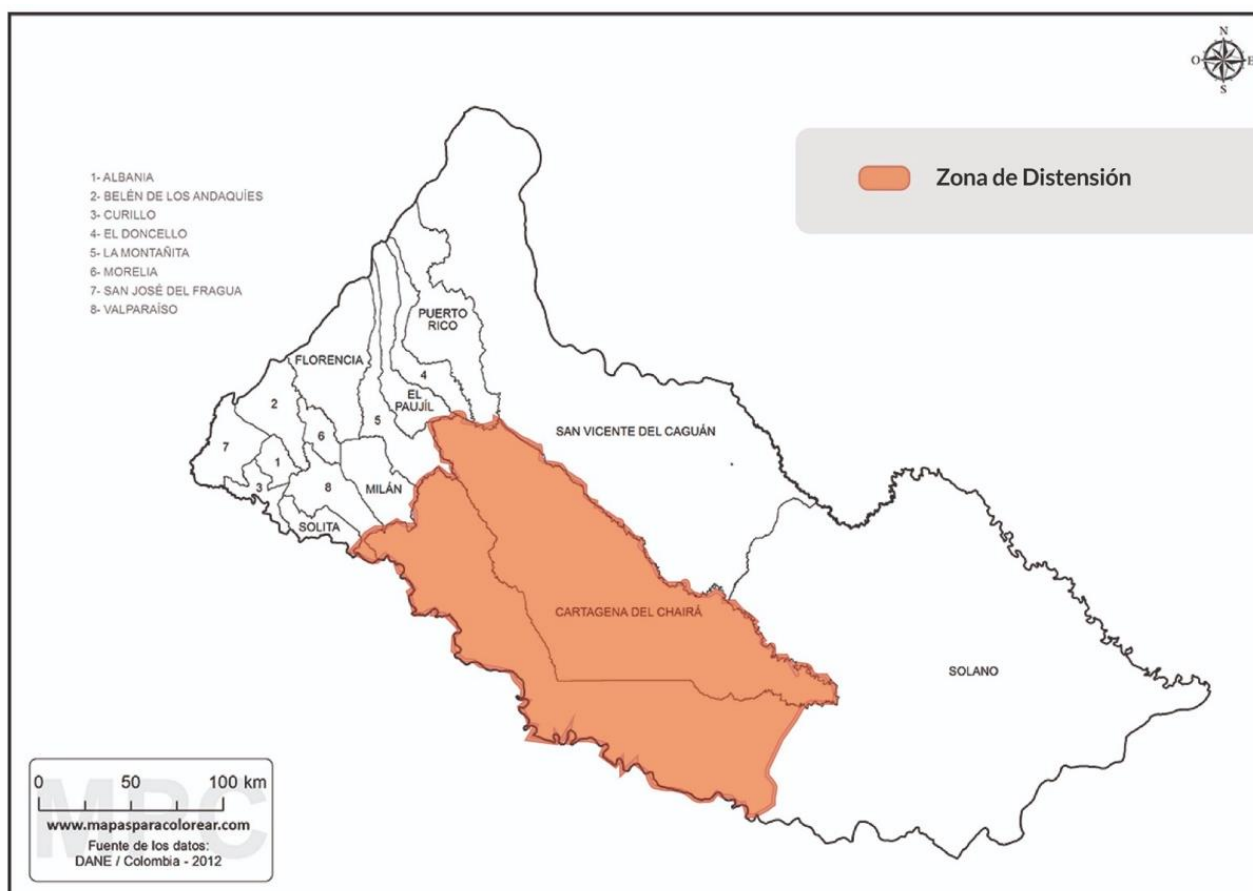 N
O
E
S
Zona de Distensión
1- ALBANIA
2- BELÉN DE LOS ANDAQUÍES
3- CURILLO
4- EL DONCELLO
5- LA MONTAÑITA
6- MORELIA
7- SAN JOSÉ DEL FRAGUA
8- VALPARAÍSO
PUERTO
RICO
FLORENCIA
4
EL
PAUJÍL
2
5
6
7
1
3
8
SAN VICENTE DEL CAGUÁN
MILÁN
SOLITA
CARTAGENA DEL CHAIRÁ
SOLANO
MPC
0 50 100 km
www.mapasparacolorear.com
Fuente de los datos:
DANE / Colombia - 2012